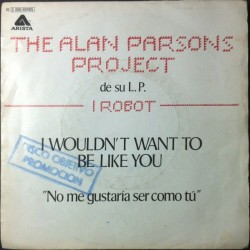 ARISTA
THE ALAN PARSONS
PROJECT
de su L.P.
I ROBOT
I WOULDN'T WANT TO
BE LIKE YOU
DISCO OBJETIVO
PROMOCION
"No me gustaría ser como tú"